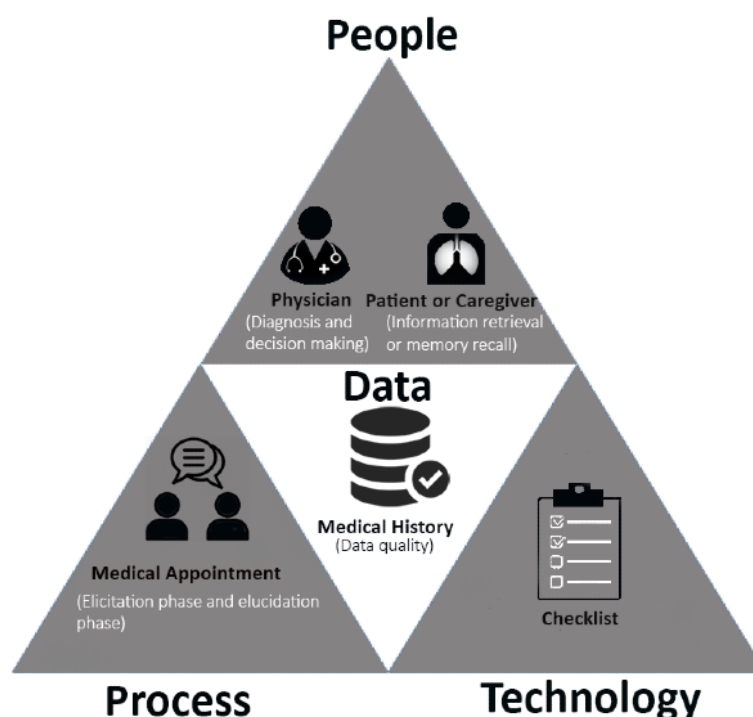 People
Physician
(Diagnosis and
decision making)
Patient or Caregiver
(Information retrieval
or memory recall)
Data
Medical History
(Data quality)
Medical Appointment
(Elicitation phase and elucidation
phase)
Checklist
Process
Technology